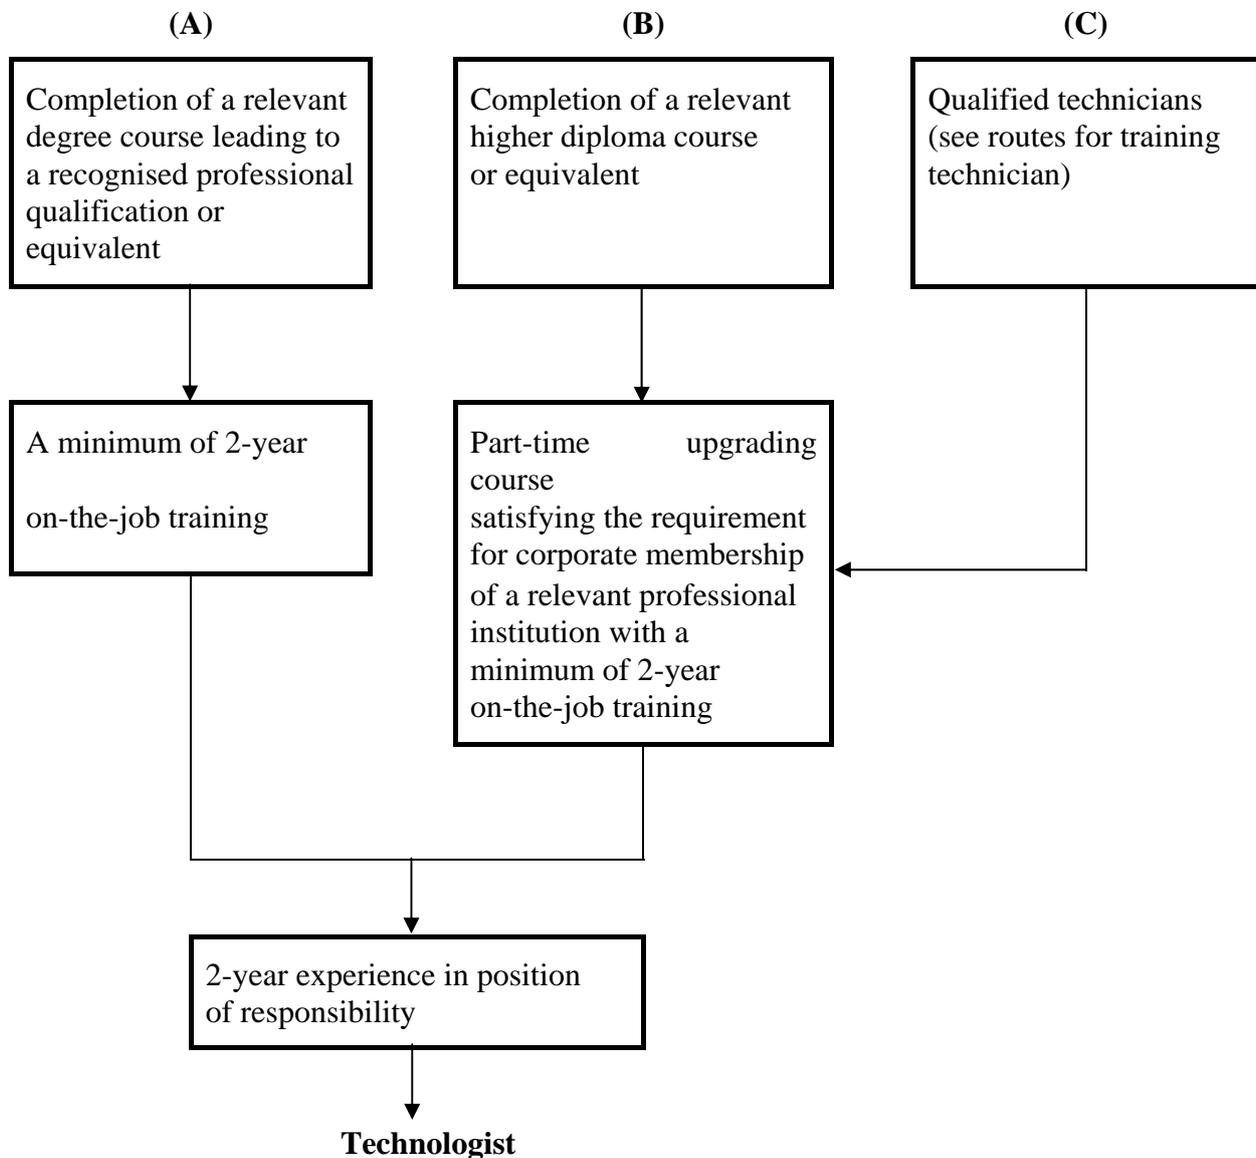 (A)
(B)
(C)
Completion of a relevant
degree course leading to
a recognised professional
qualification or
equivalent
Completion of a relevant
higher diploma course
or equivalent
Qualified technicians
(see routes for training
technician)
A minimum of 2-year
on-the-job training
Part-time upgrading
course
satisfying the requirement
for corporate membership
of a relevant professional
institution with a
minimum of 2-year
on-the-job training
2-year experience in position
of responsibility
Technologist